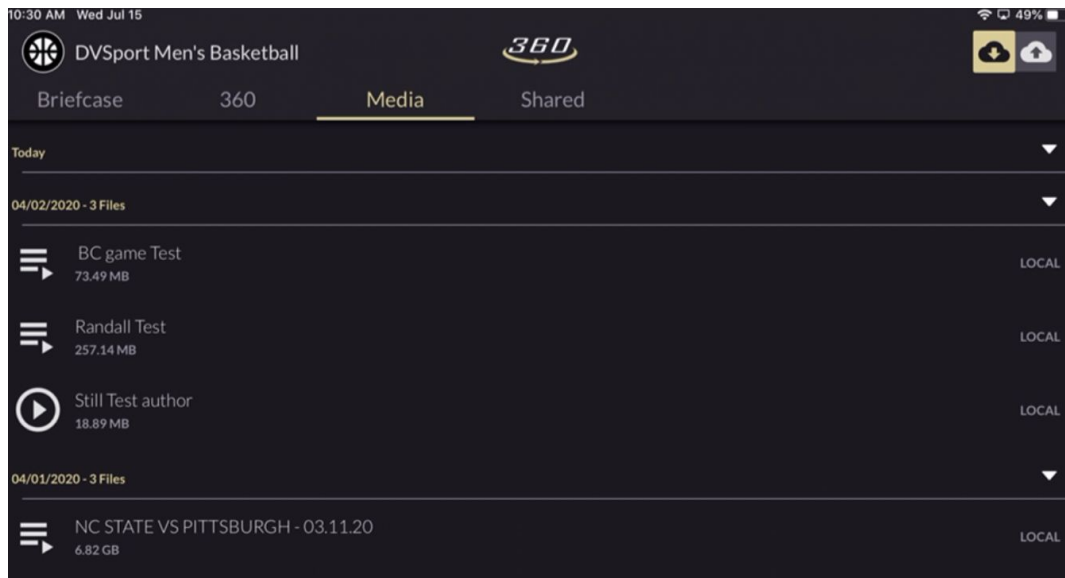 10:30 AM Wed Jul 15 49%
DVSport Men's Basketball 360
Briefcase 360 Media Shared
Today
04/02/2020 - 3 Files
BC game Test
73.49 MB LOCAL
Randall Test
257.14 MB LOCAL
Still Test author
18.89 MB LOCAL
04/01/2020 - 3 Files
NC STATE VS PITTSBURGH - 03.11.20
6.82 GB LOCAL